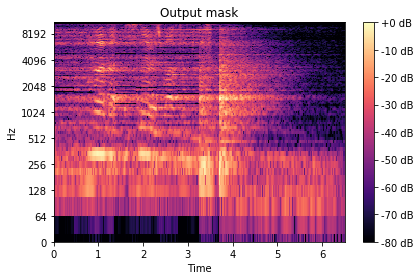 Output mask
8192
4096
2048
1024
512
256
128
64
0
Hz
0 1 2 3 4 5 6
Time
+0 dB
-10 dB
-20 dB
-30 dB
-40 dB
-50 dB
-60 dB
-70 dB
-80 dB